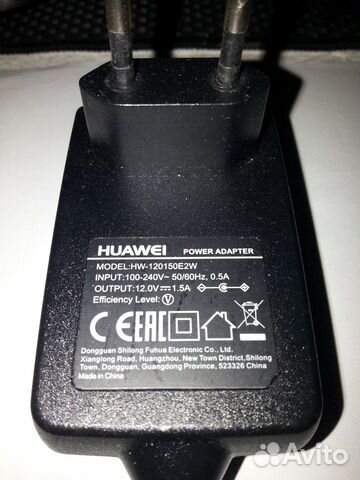 HUAWEI POWER ADAPTER
MODEL:HW-120150E2W
INPUT:100-240V~ 50/60Hz, 0.5A
OUTPUT:12.0V⎓1.5A
Efficiency Level: Ⓥ
CE EAC
Dongguan Shilong Fuhua Electronic Co., Ltd.
Xianglong Road, Huangzhou, New Town District,Shilong
Town, Dongguan, Guangdong Province, 523326 China
Made in China
Avito